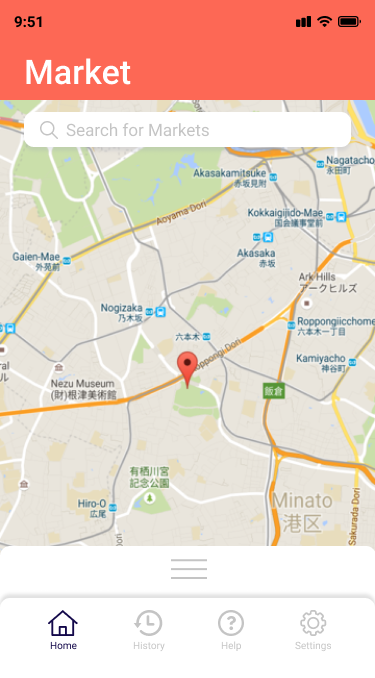 9:51
Market
Search for Markets
Nagatacho
永田町
Akasakamitsuke
赤坂見附
Aoyama Dori
Kokkaigijido-Mae
国会議事堂前
Gaien-Mae
外苑前
Akasaka
赤坂
Ark Hills
アークヒルズ
Nogizaka
乃木坂
Roppongiicchome
六本木一丁目
六本木
Roppongi Dori
Kamiyacho
神谷町
ral
ル
Nezu Museum
(財)根津美術館
飯倉
有栖川宮
記念公園
Hiro-O
広尾
Minato
港区
Sakurada Dori
ori
Home
History
Help
Settings